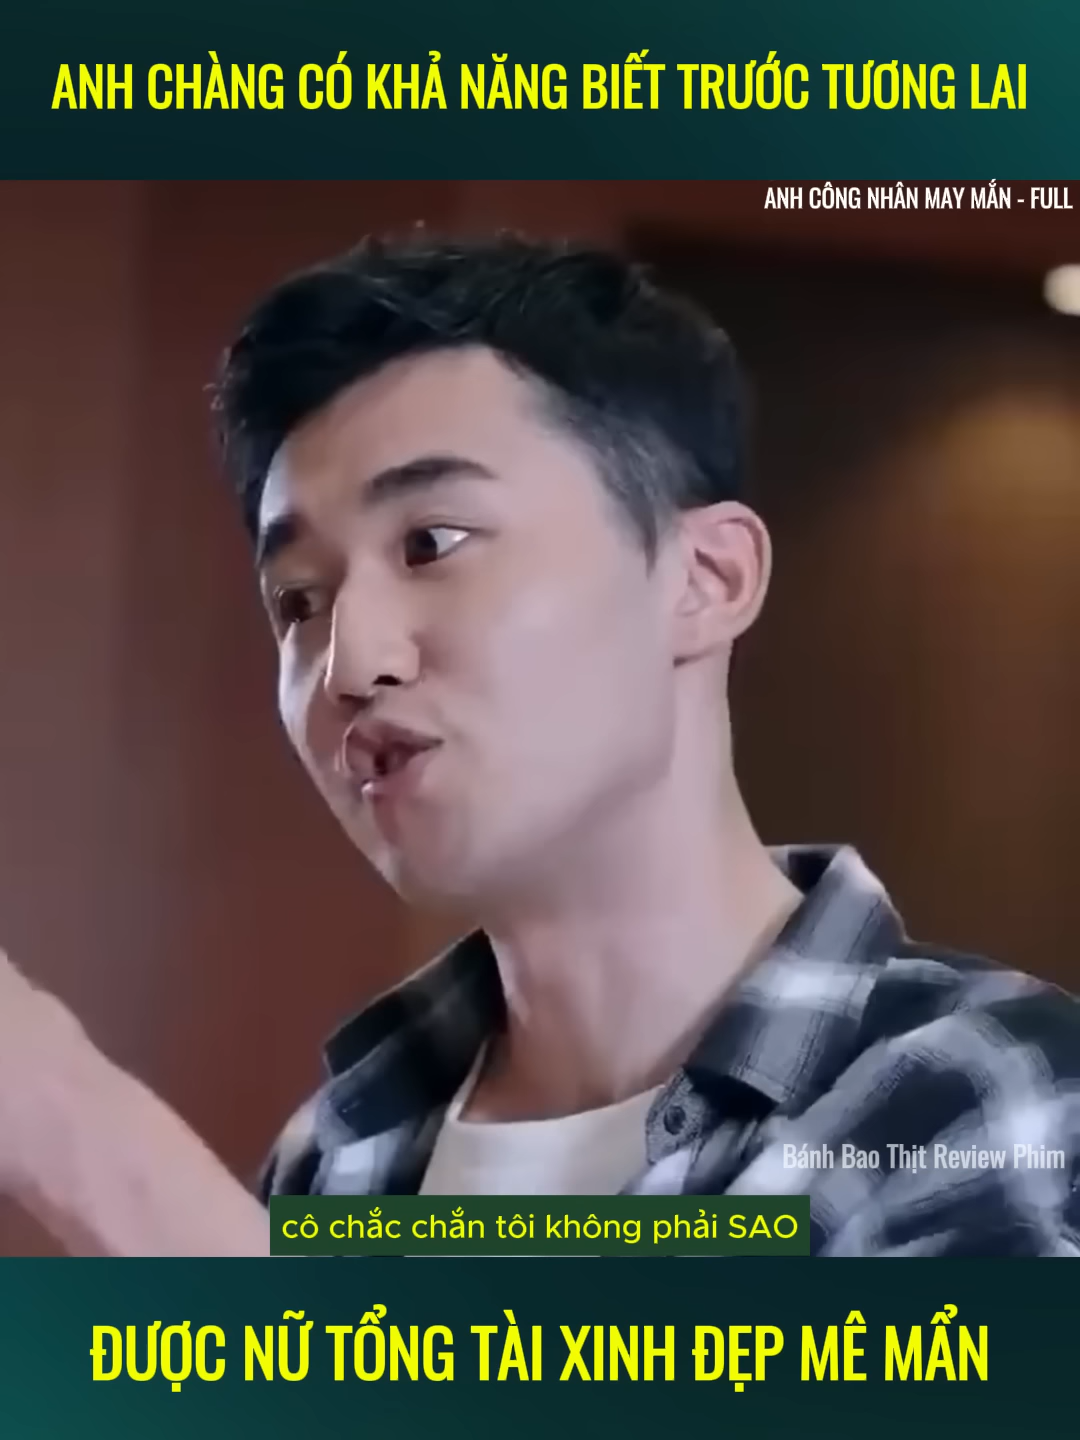 ANH CHÀNG CÓ KHẢ NĂNG BIẾT TRƯỚC TƯƠNG LAI
ANH CÔNG NHÂN MAY MẮN - FULL
Bánh Bao Thịt Review Phim
cô chắc chắn tôi không phải SAO
ĐƯỢC NỮ TỔNG TÀI XINH ĐẸP MÊ MẨN